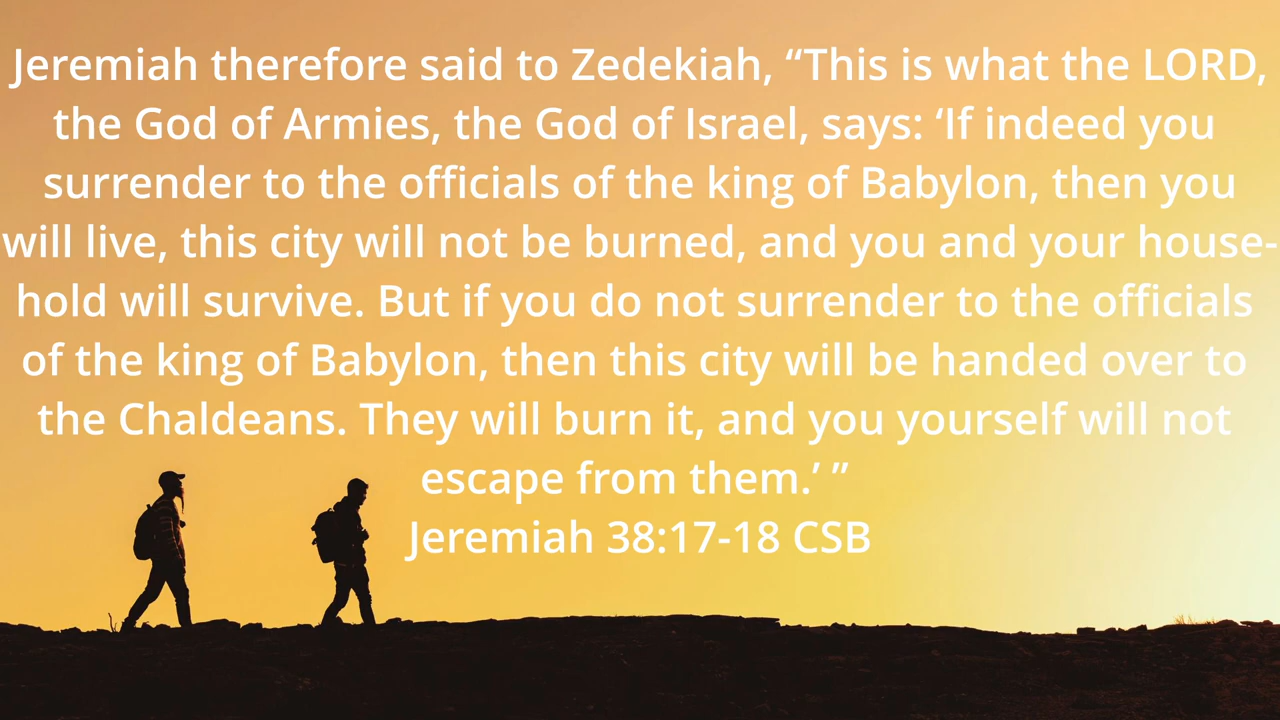 Jeremiah therefore said to Zedekiah, “This is what the LORD,
the God of Armies, the God of Israel, says: ‘If indeed you
surrender to the officials of the king of Babylon, then you
will live, this city will not be burned, and you and your house-
hold will survive. But if you do not surrender to the officials
of the king of Babylon, then this city will be handed over to
the Chaldeans. They will burn it, and you yourself will not
escape from them.’ ”
Jeremiah 38:17-18 CSB